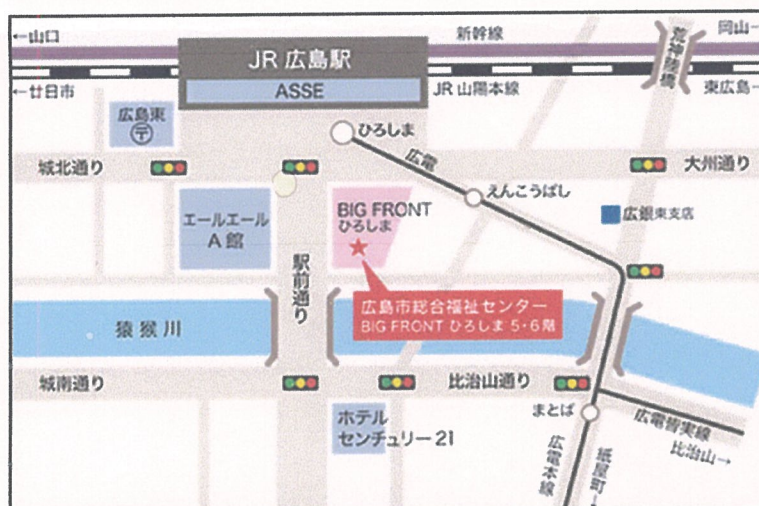 ←山口
新幹線
岡山→
JR 広島駅
ASSE
荒神陸橋
←廿日市
JR 山陽本線
東広島→
広島東
〒
ひろしま
城北通り
広電
大州通り
えんこうばし
エールエール
A 館
BIG FRONT
ひろしま
広銀東支店
駅前通り
広島市総合福祉センター
BIG FRONT ひろしま 5・6 階
猿猴川
城南通り
比治山通り
まとば
ホテル
センチュリー 21
広電皆実線
比治山→
広電本線
紙屋町←